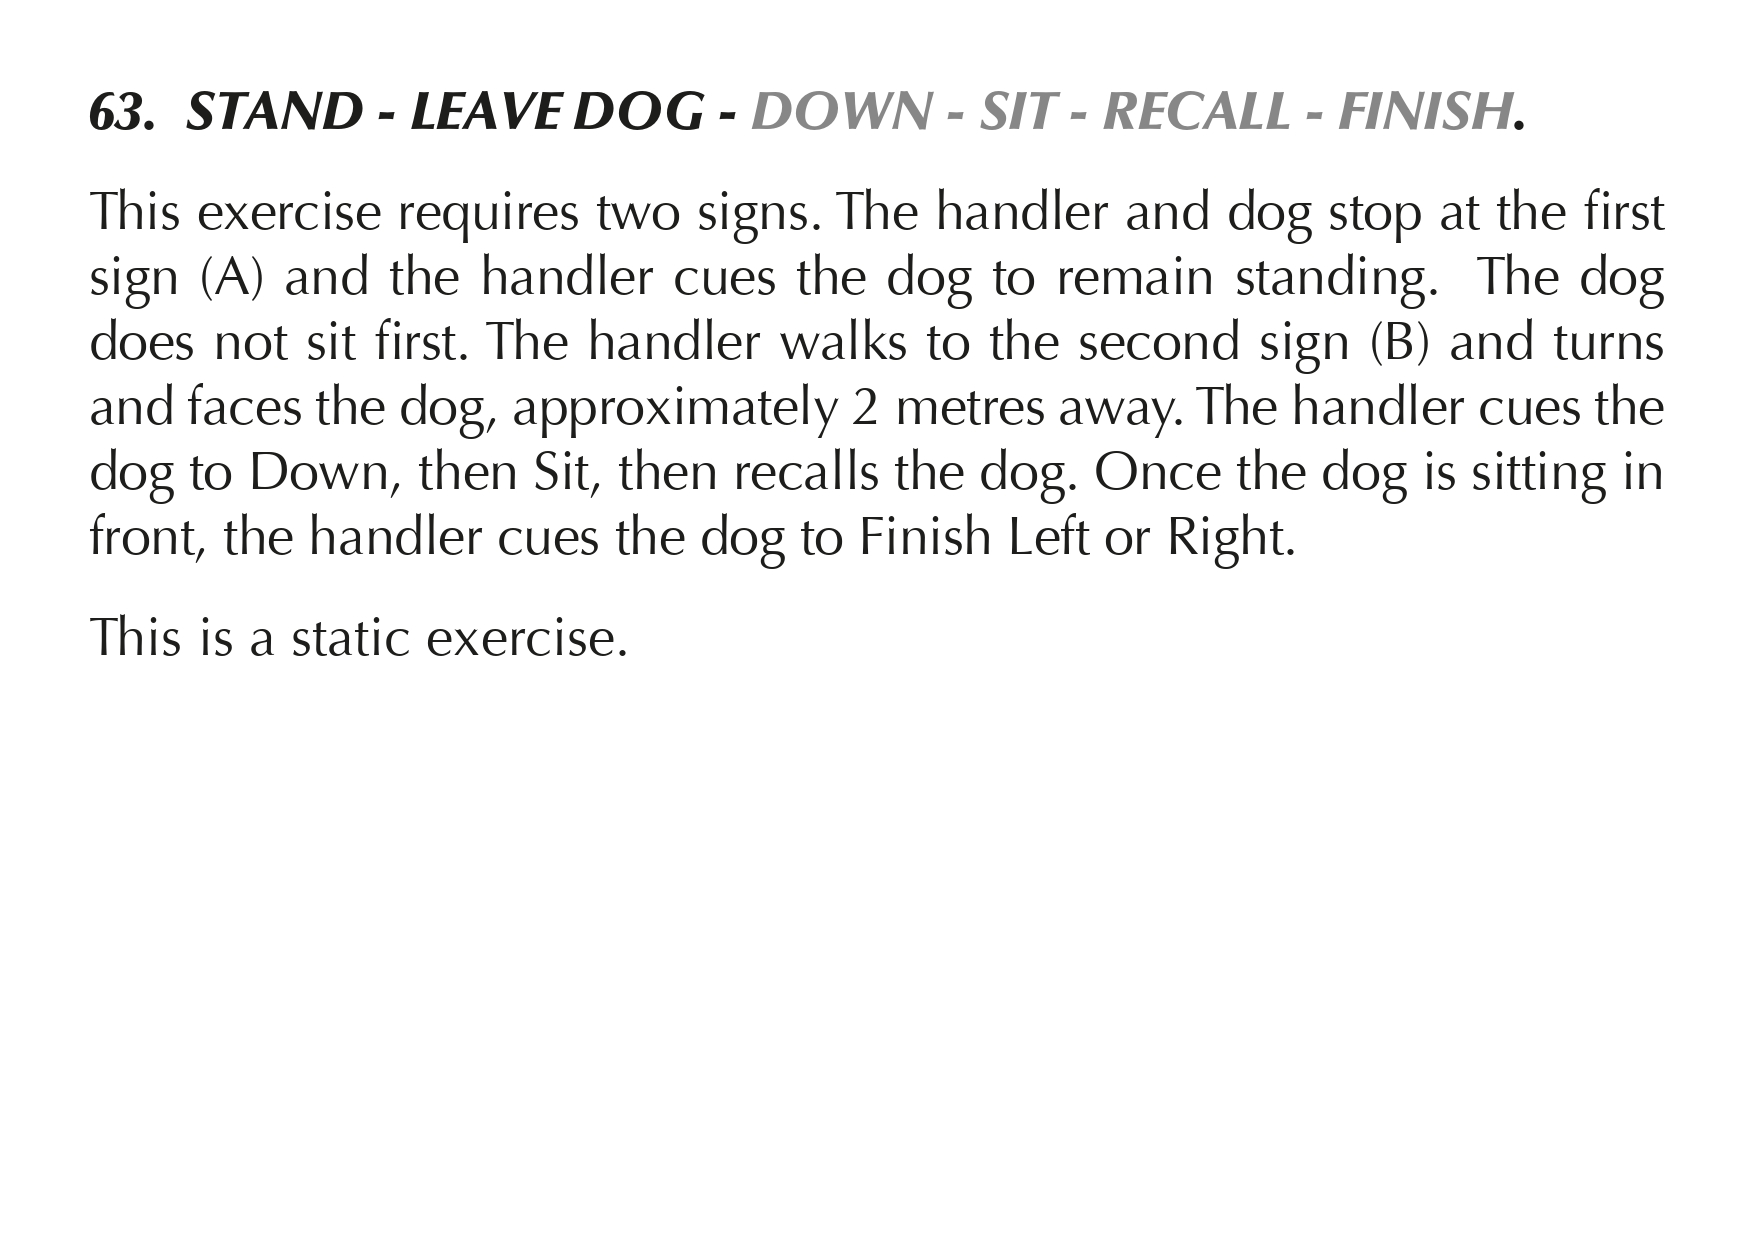 63.  STAND - LEAVE DOG - DOWN - SIT - RECALL - FINISH.
This exercise requires two signs. The handler and dog stop at the first
sign (A) and the handler cues the dog to remain standing.  The dog
does not sit first. The handler walks to the second sign (B) and turns
and faces the dog, approximately 2 metres away. The handler cues the
dog to Down, then Sit, then recalls the dog. Once the dog is sitting in
front, the handler cues the dog to Finish Left or Right.
This is a static exercise.